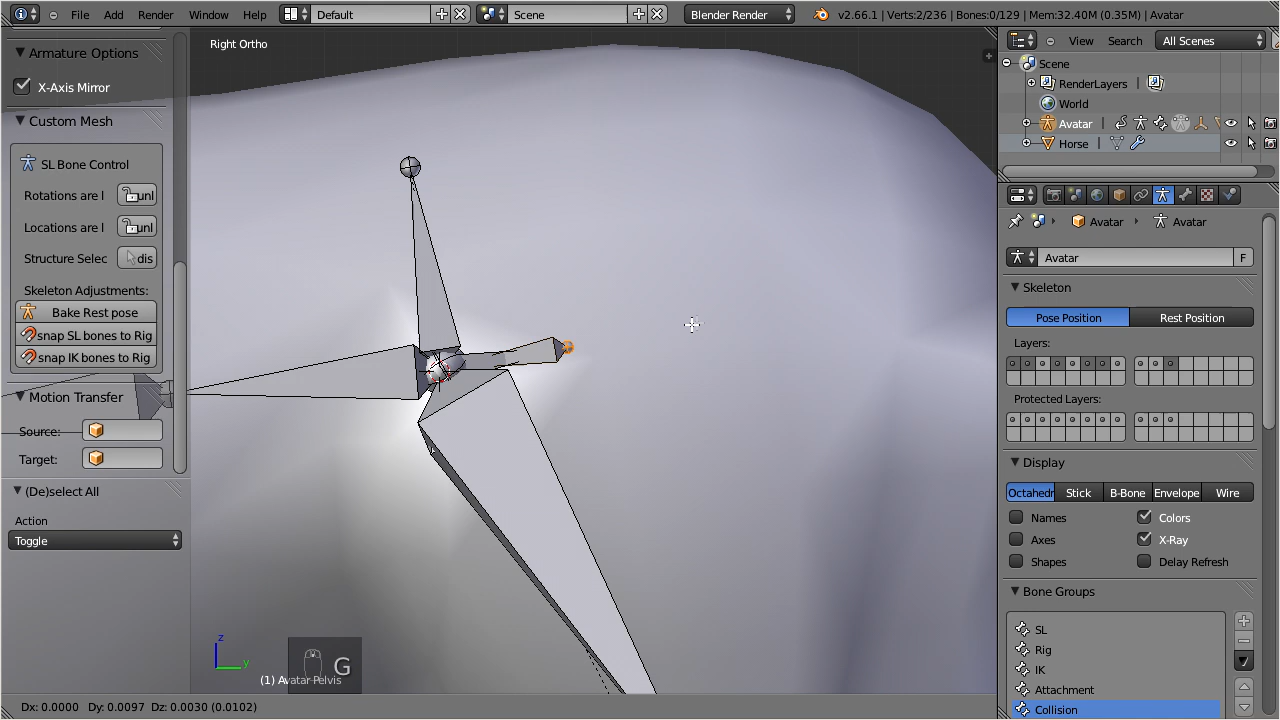 File Add Render Window Help Default Scene Blender Render v2.66.1 | Verts:2/236 | Bones:0/129 | Mem:32.40M (0.35M) | Avatar
Armature Options
X-Axis Mirror
Custom Mesh
SL Bone Control
Rotations are l unl
Locations are l unl
Structure Selec dis
Skeleton Adjustments:
Bake Rest pose
snap SL bones to Rig
snap IK bones to Rig
Motion Transfer
Source:
Target:
(De)select All
Action
Toggle
Right Ortho
z
y
G
(1) Avatar Pelvis
Dx: 0.0000 Dy: 0.0097 Dz: 0.0030 (0.0102)
View Search All Scenes
Scene
RenderLayers |
World
Avatar |
Horse |
Avatar Avatar
Avatar F
Skeleton
Pose Position Rest Position
Layers:
Protected Layers:
Display
Octahedr Stick B-Bone Envelope Wire
Names Colors
Axes X-Ray
Shapes Delay Refresh
Bone Groups
SL
Rig
IK
Attachment
Collision